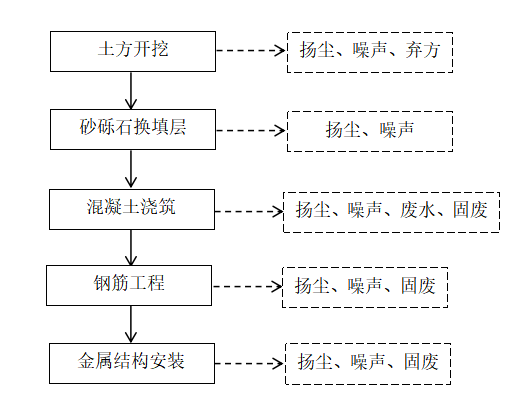 土方开挖
扬尘、噪声、弃方
砂砾石换填层
扬尘、噪声
混凝土浇筑
扬尘、噪声、废水、固废
钢筋工程
扬尘、噪声、固废
金属结构安装
扬尘、噪声、固废